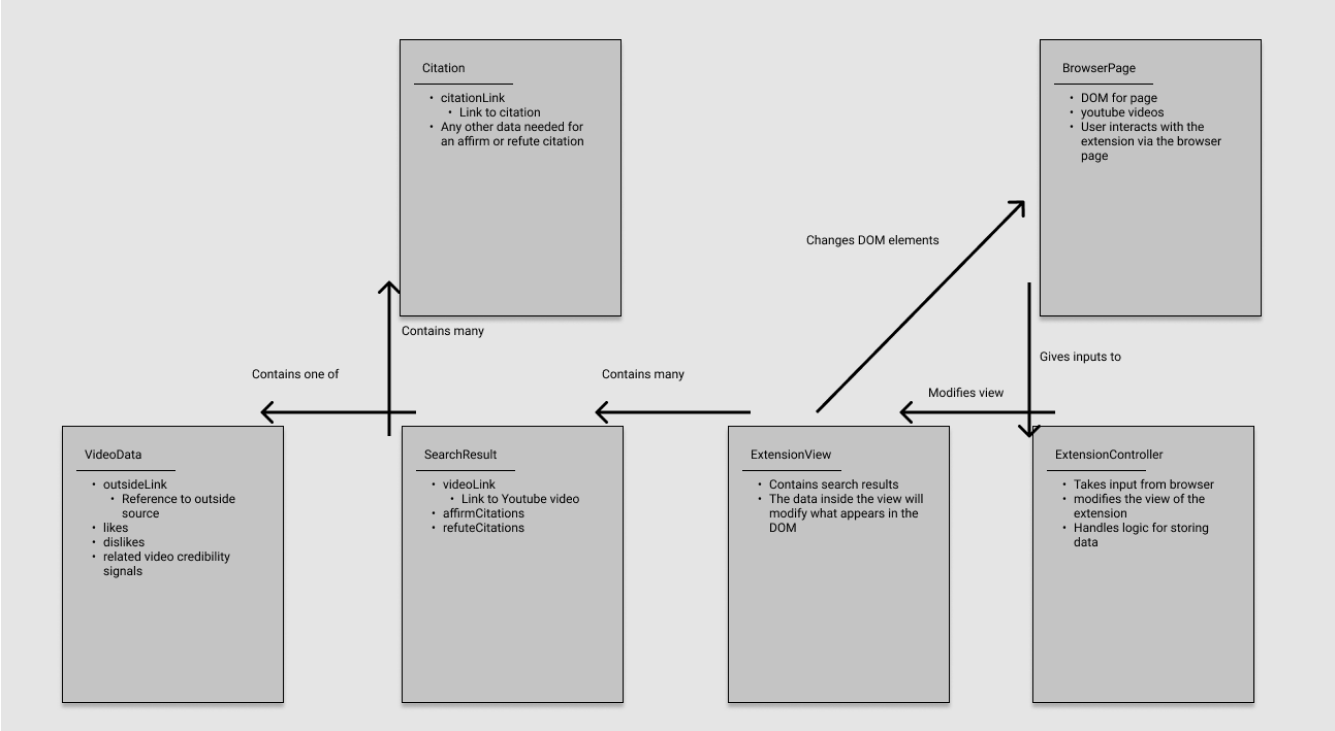 Citation
• citationLink
• Link to citation
• Any other data needed for
an affirm or refute citation
BrowserPage
• DOM for page
• youtube videos
• User interacts with the
extension via the browser
page
Changes DOM elements
Contains many
Gives inputs to
Contains one of
Contains many
Modifies view
VideoData
• outsideLink
• Reference to outside
source
• likes
• dislikes
• related video credibility
signals
SearchResult
• videoLink
• Link to Youtube video
• affirmCitations
• refuteCitations
ExtensionView
• Contains search results
• The data inside the view will
modify what appears in the
DOM
ExtensionController
• Takes input from browser
• modifies the view of the
extension
• Handles logic for storing
data